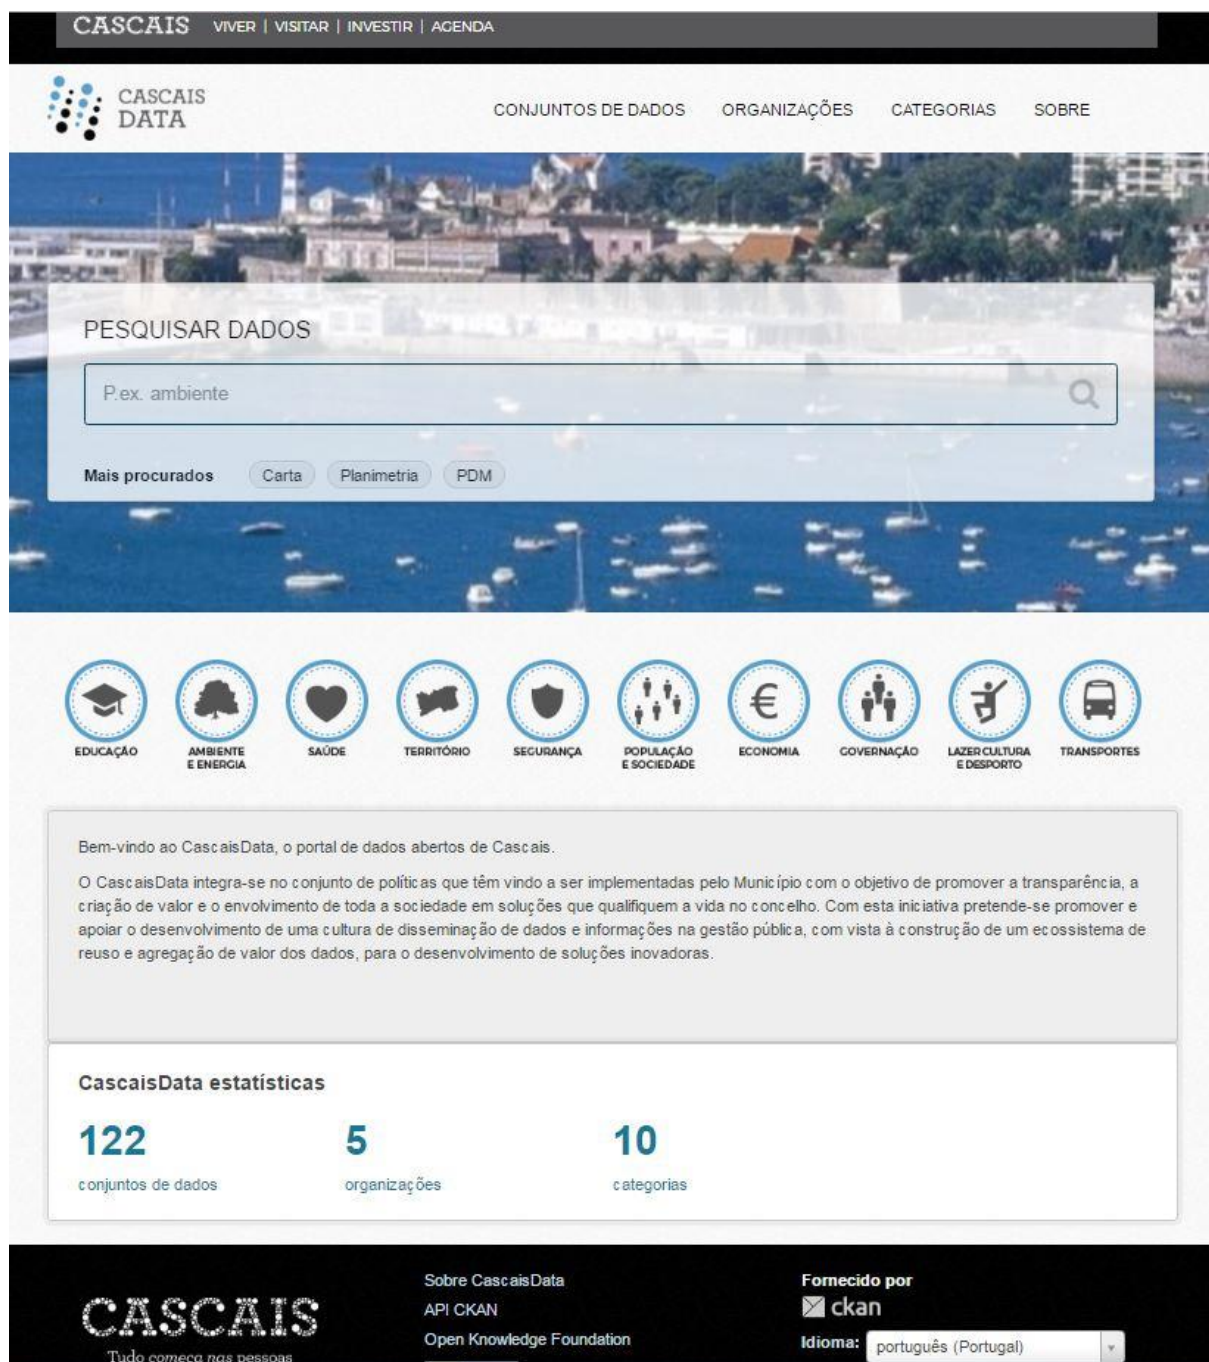 CASCAIS VIVER | VISITAR | INVESTIR | AGENDA
CASCAIS
DATA
CONJUNTOS DE DADOS ORGANIZAÇÕES CATEGORIAS SOBRE
PESQUISAR DADOS
P.ex. ambiente
Mais procurados Carta Planimetria PDM
EDUCAÇÃO
AMBIENTE
E ENERGIA
SAÚDE
TERRITÓRIO
SEGURANÇA
POPULAÇÃO
E SOCIEDADE
ECONOMIA
GOVERNAÇÃO
LAZER CULTURA
E DESPORTO
TRANSPORTES
Bem-vindo ao CascaisData, o portal de dados abertos de Cascais.
O CascaisData integra-se no conjunto de políticas que têm vindo a ser implementadas pelo Município com o objetivo de promover a transparência, a
criação de valor e o envolvimento de toda a sociedade em soluções que qualifiquem a vida no concelho. Com esta iniciativa pretende-se promover e
apoiar o desenvolvimento de uma cultura de disseminação de dados e informações na gestão pública, com vista à construção de um ecossistema de
reuso e agregação de valor dos dados, para o desenvolvimento de soluções inovadoras.
CascaisData estatísticas
122 5 10
conjuntos de dados organizações categorias
CASCAIS
Tudo começa nas pessoas
Sobre CascaisData
API CKAN
Open Knowledge Foundation
Fornecido por
ckan
Idioma: português (Portugal)